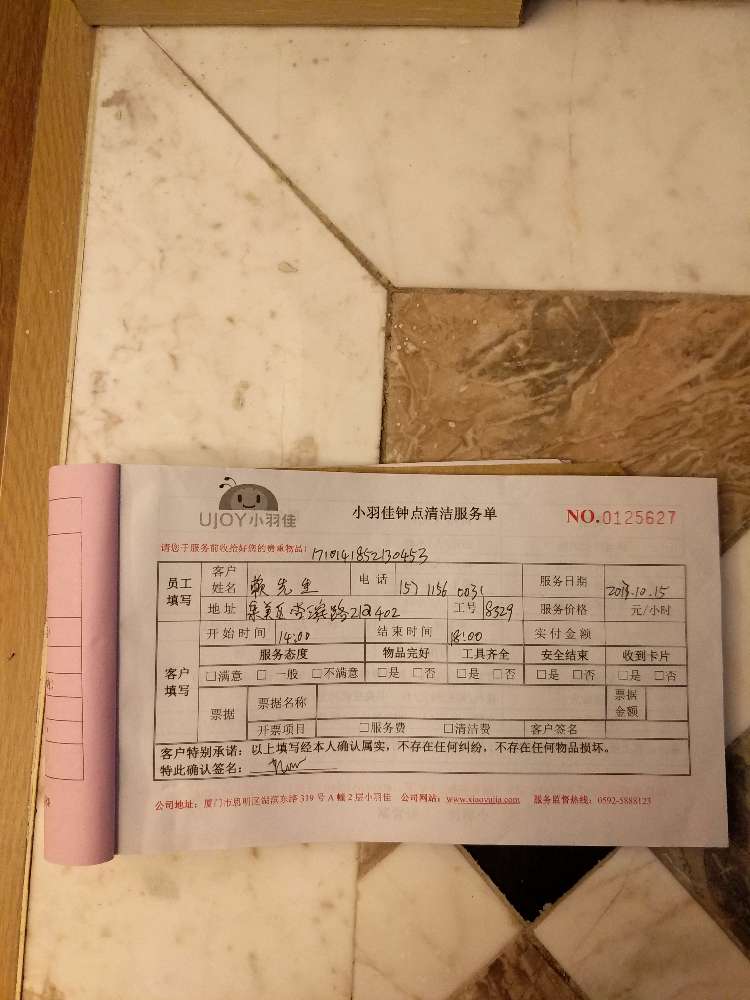 UJOY小羽佳 小羽佳钟点清洁服务单 NO.0125627
请您于服务前收给好您的贵重物品: 171014185213045​3
员工填写 客户姓名 赖先生 电话 157 1156 0031 服务日期 2017.10.15
地址 集美区 路 402 工号 8329 服务价格 元/小时
客户填写 开始时间 14:00 结束时间 18:00 实付金额
服务态度 物品完好 工具齐全 安全结束 收到卡片
□满意 □一般 □不满意 □是 □否 □是 □否 □是 □否 □是 □否
票据 票据名称 票据金额
开票项目 □服务费 □清洁费 客户签名
客户特别承诺:以上填写经本人确认属实,不存在任何纠纷,不存在任何物品损坏。
特此确认签名:
公司地址:厦门市思明区湖滨东路319号A幢2层小羽佳 公司网站:www.xiaoyujia.com 服务监督热线:0592-5888123